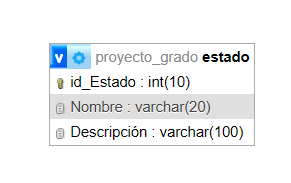 v proyecto_grado estado
id_Estado : int(10)
Nombre : varchar(20)
Descripción : varchar(100)